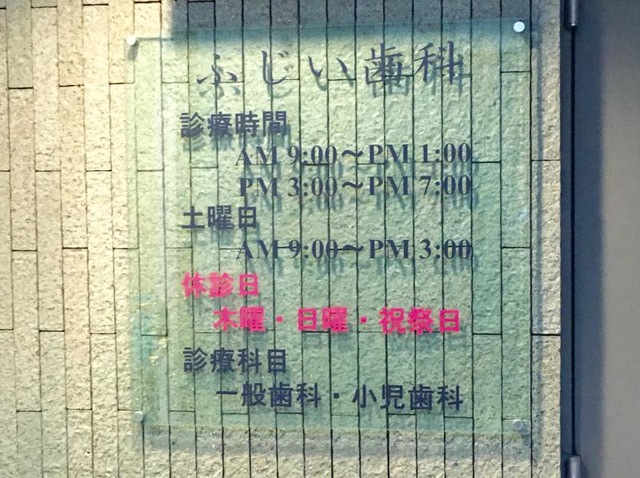 ふじい歯科
診療時間
AM 9:00～PM 1:00
PM 3:00～PM 7:00
土曜日
AM 9:00～PM 3:00
休診日
木曜・日曜・祝祭日
診療科目
一般歯科・小児歯科